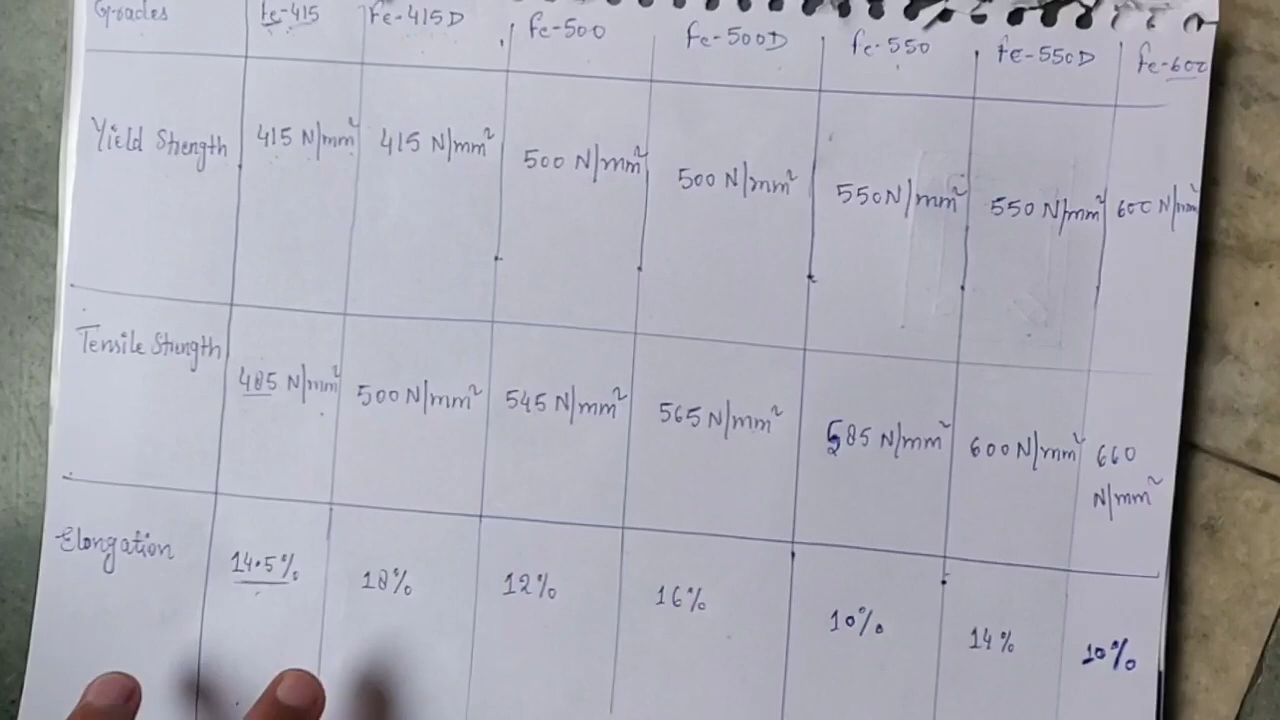 Grades Fe-415 Fe-415D Fe-500 Fe-500D Fe-550 Fe-550D Fe-600
Yield Strength 415 N/mm² 415 N/mm² 500 N/mm² 500 N/mm² 550 N/mm² 550 N/mm² 600 N/mm²
Tensile Strength 485 N/mm² 500 N/mm² 545 N/mm² 565 N/mm² 585 N/mm² 600 N/mm² 660
N/mm²
Elongation 14.5% 18% 12% 16% 10% 14% 10%